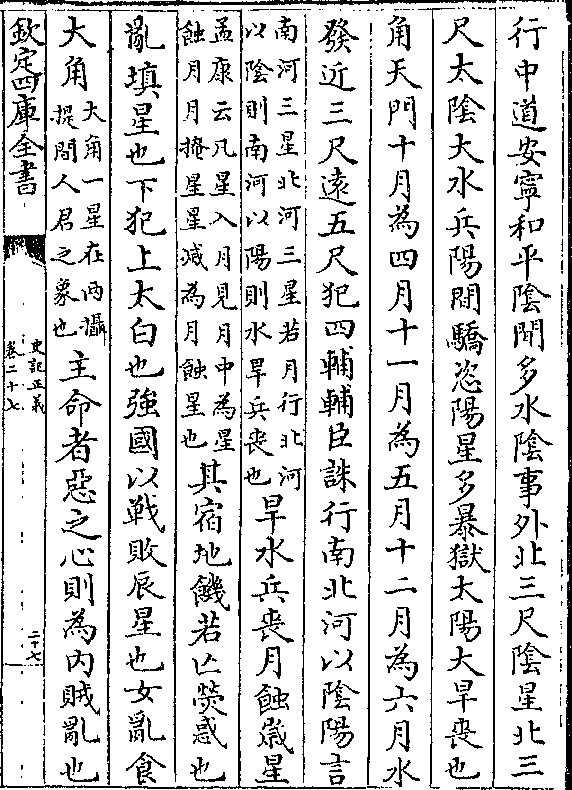 行中道安寧和平陰間多水陰事外北三尺陰星北三
尺太陰大水兵陽間驕恣陽星多暴獄太陽大旱喪也
角天門十月為四月十一月為五月十二月為六月水
發近三尺逺五尺犯四輔輔臣誅行南北河以陰陽言
南河三星北河三星若月行北河
以陰則南河以陽則水旱兵喪也
旱水兵喪月蝕嵗星
孟康云凡星入月見月中為星
蝕月月掩星星滅為月蝕星也
其宿地饑若亡熒惑也
亂填星也下犯上太白也強國以戰敗辰星也女亂食
大角
大角一星在兩攝
提間人君之象也
主命者惡之心則為内賊亂也
欽定四庫全書
史記正義
卷二十七
二十七